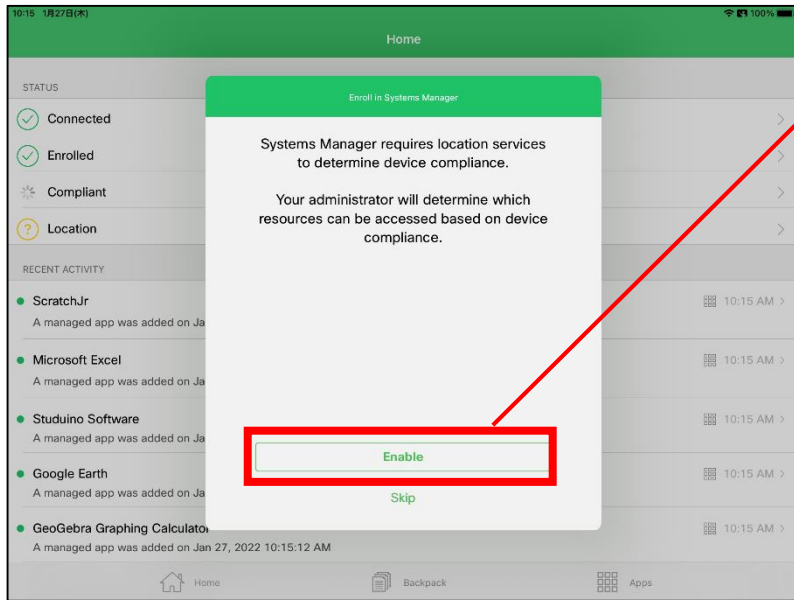 10:15 1月27日(木)
100%
Home
STATUS
Connected
Enrolled
Compliant
Location
RECENT ACTIVITY
ScratchJr
10:15 AM
A managed app was added on Ja
Microsoft Excel
10:15 AM
A managed app was added on Ja
Studuino Software
10:15 AM
A managed app was added on Ja
Google Earth
10:15 AM
A managed app was added on Ja
GeoGebra Graphing Calculator
10:15 AM
A managed app was added on Jan 27, 2022 10:15:12 AM
Enroll in Systems Manager
Systems Manager requires location services
to determine device compliance.
Your administrator will determine which
resources can be accessed based on device
compliance.
Enable
Skip
Home
Backpack
Apps